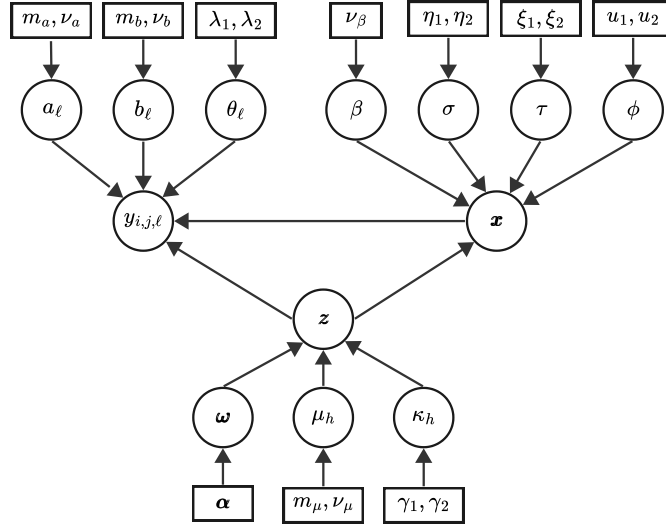 m_a, ν_a
m_b, ν_b
λ_1, λ_2
ν_β
η_1, η_2
ξ_1, ξ_2
u_1, u_2
a_ℓ
b_ℓ
θ_ℓ
β
σ
τ
ϕ
y_{i,j,ℓ}
x
z
ω
μ_h
κ_h
α
m_μ, ν_μ
γ_1, γ_2